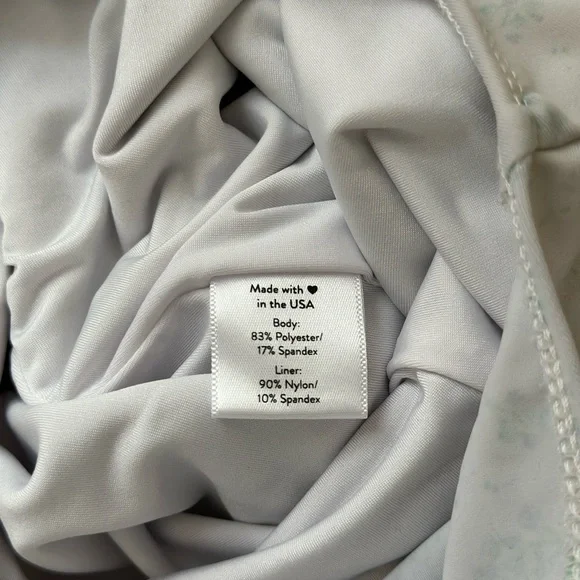 Made with ♥
in the USA
Body:
83% Polyester/
17% Spandex
Liner:
90% Nylon/
10% Spandex